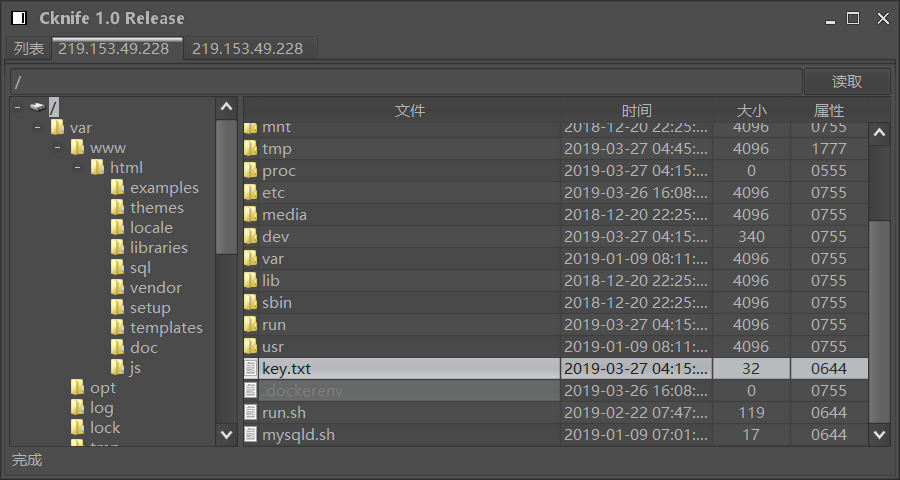 Cknife 1.0 Release
列表 219.153.49.228 219.153.49.228
/ 读取
/
var
www
html
examples
themes
locale
libraries
sql
vendor
setup
templates
doc
js
opt
log
lock
tmp
文件 时间 大小 属性
mnt 2018-12-20 22:25:... 4096 0755
tmp 2019-03-27 04:45:... 4096 1777
proc 2019-03-27 04:15:... 0 0555
etc 2019-03-26 16:08:... 4096 0755
media 2018-12-20 22:25:... 4096 0755
dev 2019-03-27 04:15:... 340 0755
var 2019-01-09 08:11:... 4096 0755
lib 2018-12-20 22:25:... 4096 0755
sbin 2018-12-20 22:25:... 4096 0755
run 2019-03-27 04:15:... 4096 0755
usr 2019-01-09 08:11:... 4096 0755
key.txt 2019-03-27 04:15:... 32 0644
.dockerenv 2019-03-26 16:08:... 0 0755
run.sh 2019-02-22 07:47:... 119 0644
mysqld.sh 2019-01-09 07:01:... 17 0644
完成